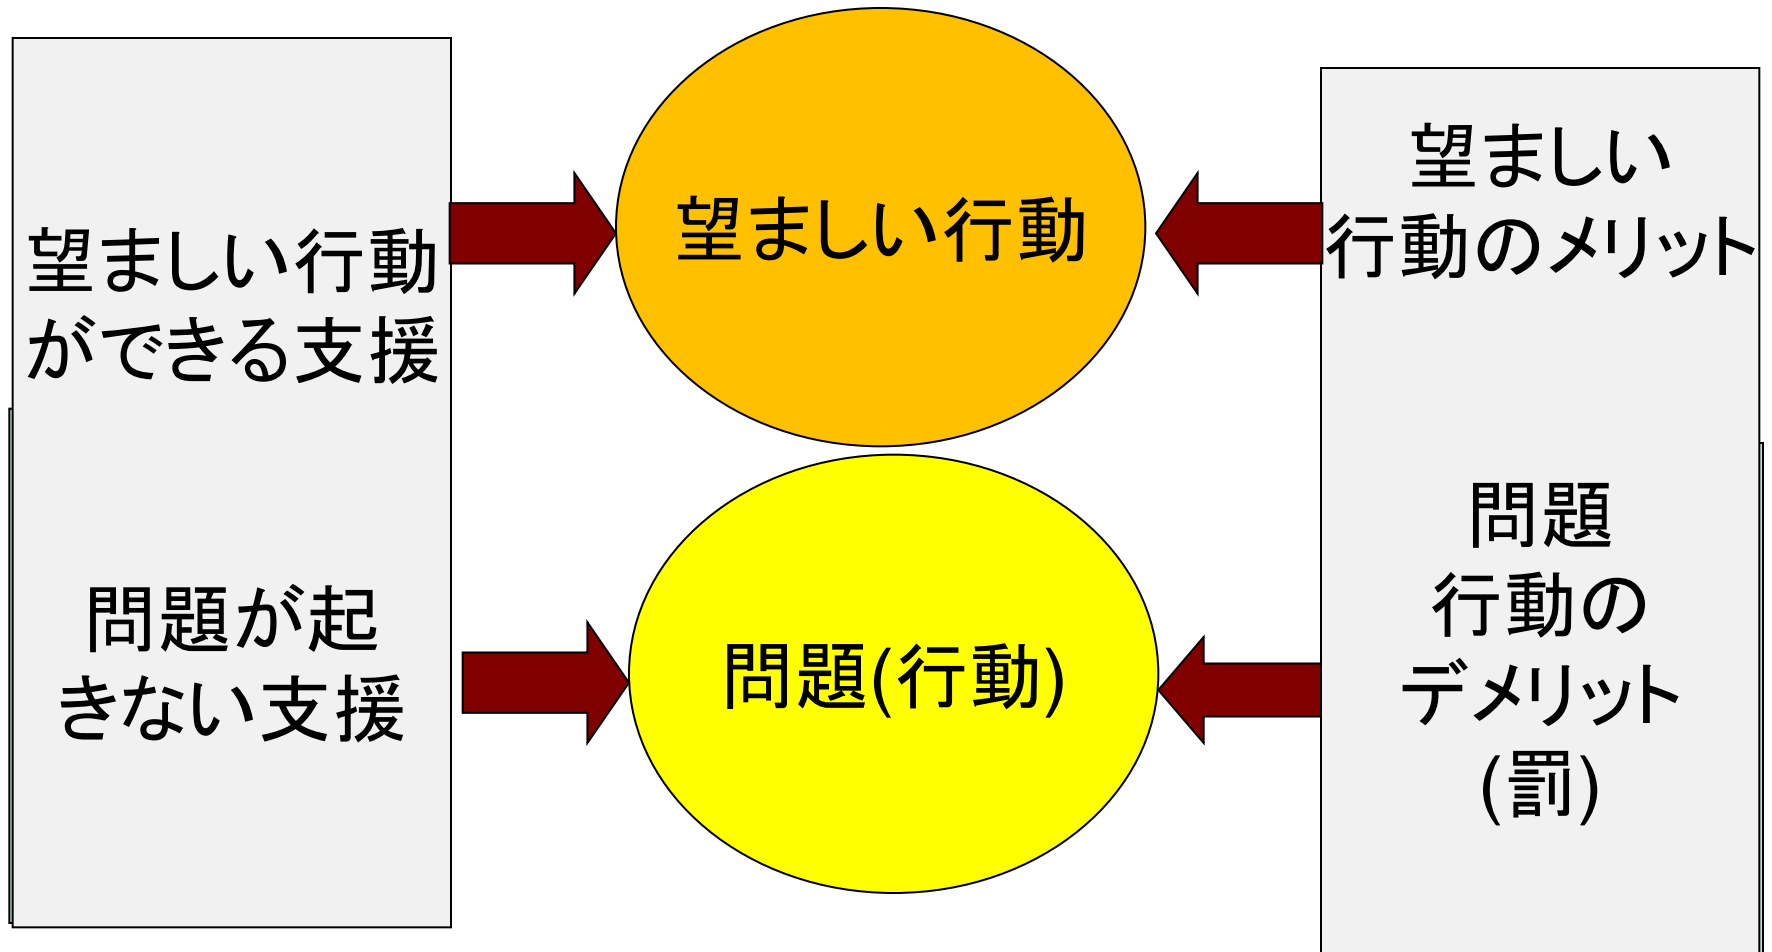 望ましい行動
ができる支援
問題が起
きない支援
望ましい行動
問題(行動)
望ましい
行動のメリット
問題
行動の
デメリット
(罰)